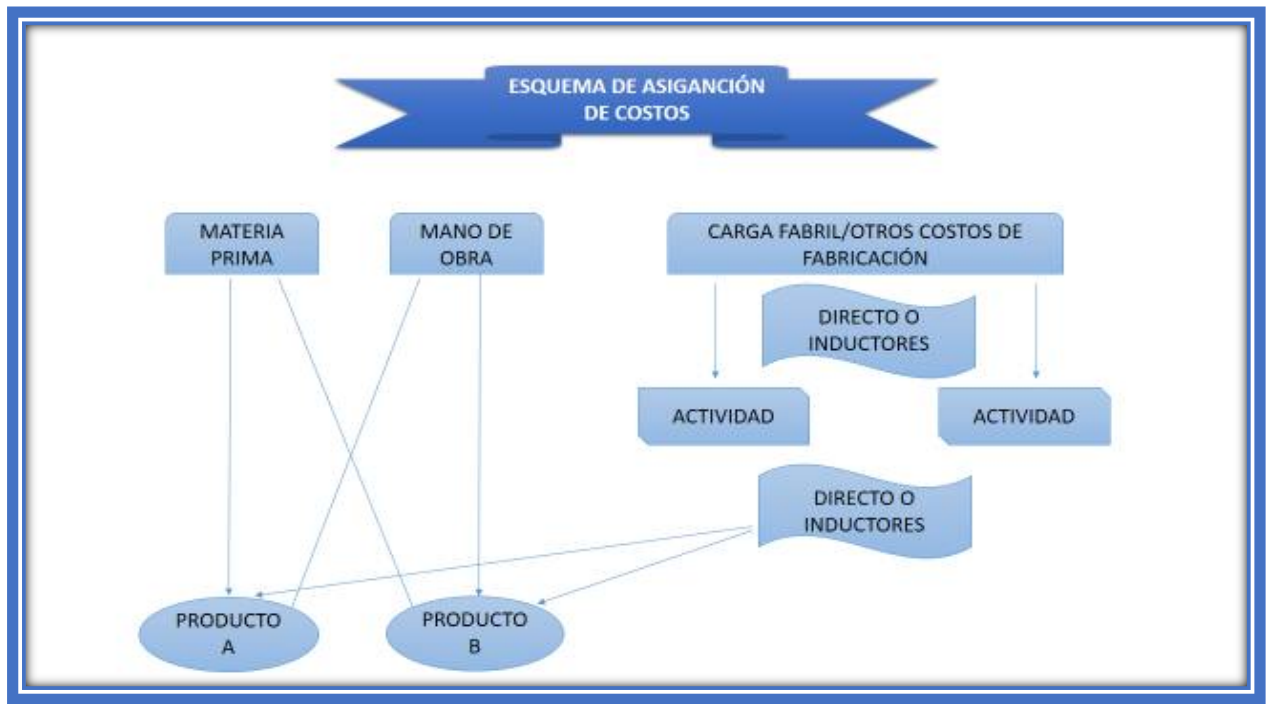 ESQUEMA DE ASIGANCIÓN
DE COSTOS
MATERIA
PRIMA
MANO DE
OBRA
CARGA FABRIL/OTROS COSTOS DE
FABRICACIÓN
DIRECTO O
INDUCTORES
ACTIVIDAD
ACTIVIDAD
DIRECTO O
INDUCTORES
PRODUCTO
A
PRODUCTO
B